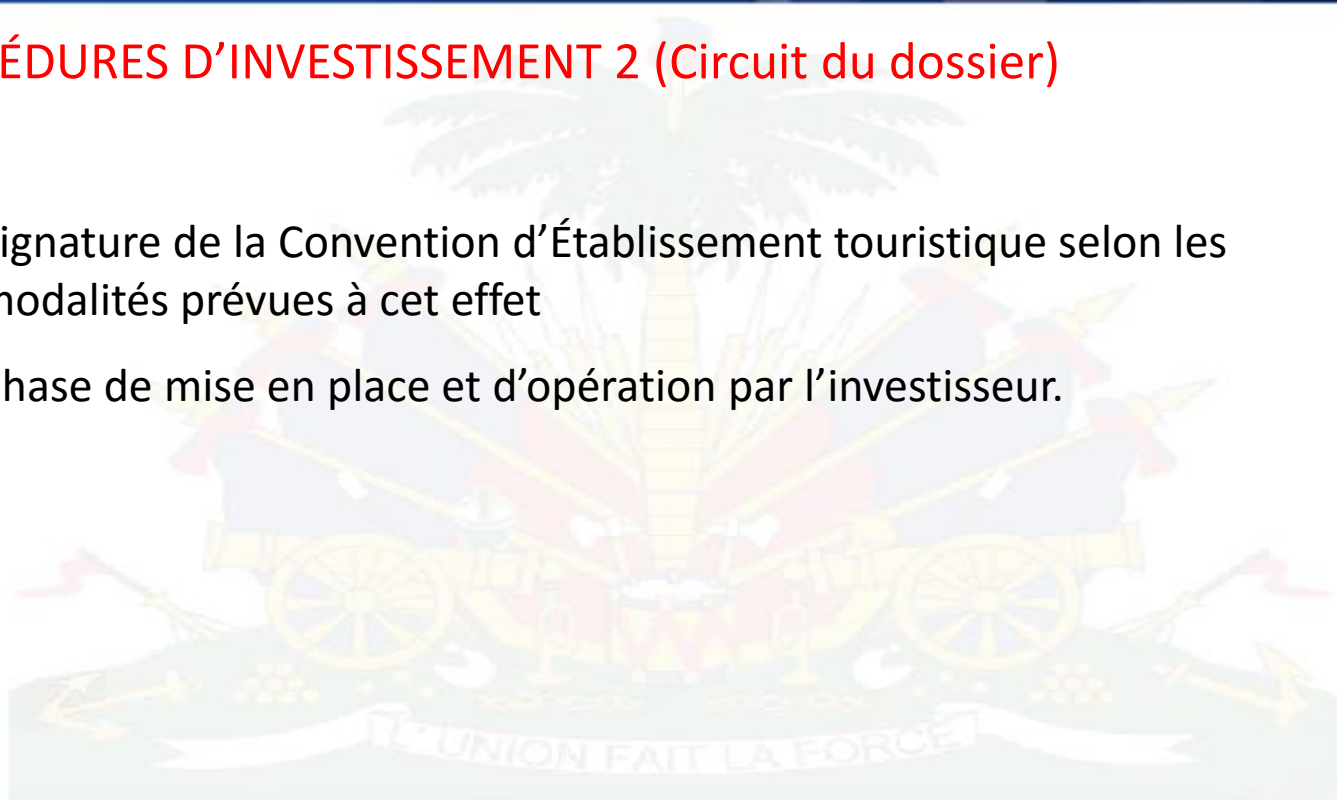 ÉDURES D’INVESTISSEMENT 2 (Circuit du dossier)
ignature de la Convention d’Établissement touristique selon les
nodalités prévues à cet effet
hase de mise en place et d’opération par l’investisseur.
L'UNION FAIT LA FORCE